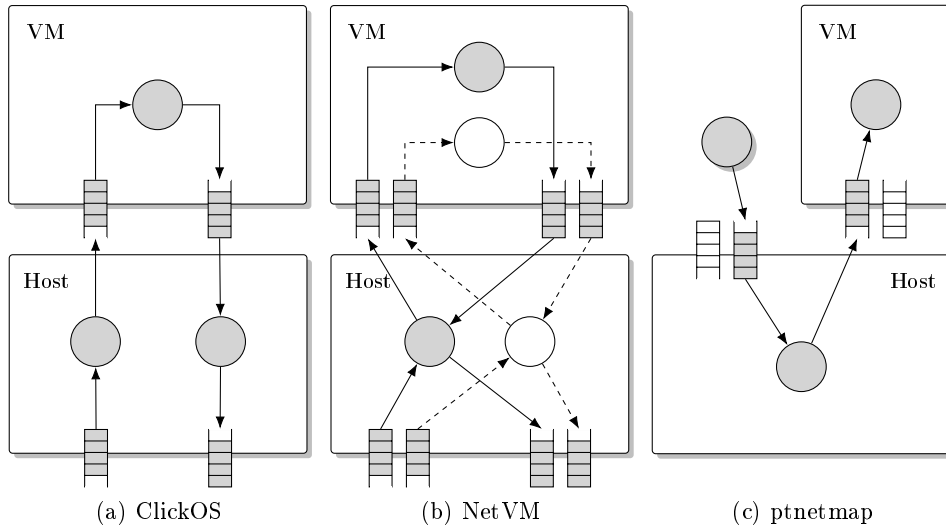 VM
VM
VM
Host
Host
Host
(a) ClickOS
(b) NetVM
(c) ptnetmap